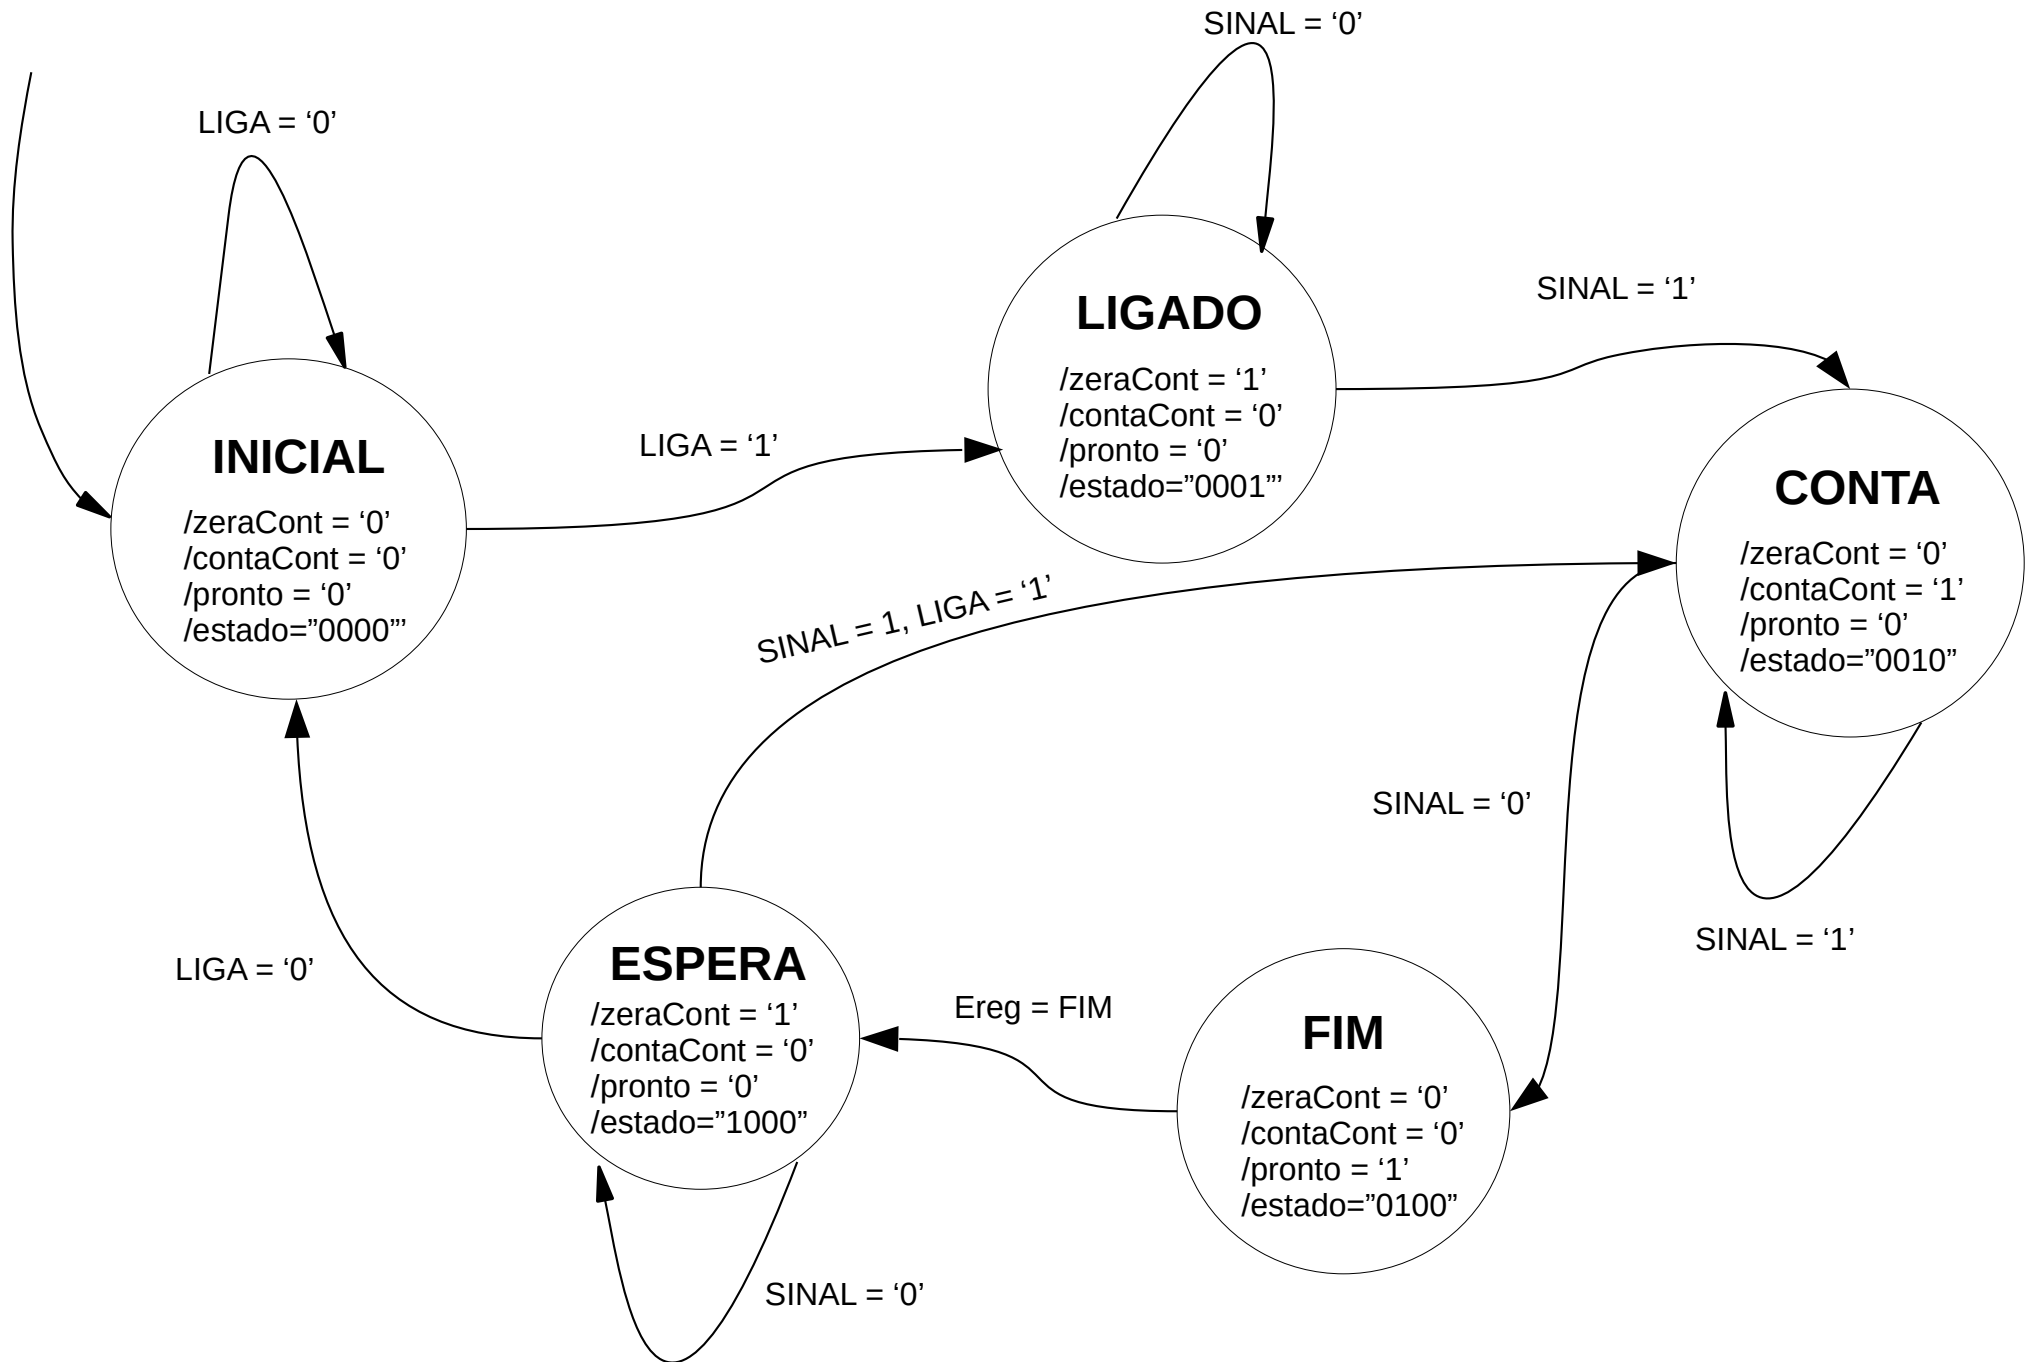 SINAL = ‘0’
LIGA = ‘0’
LIGADO
/zeraCont = ‘1’
/contaCont = ‘0’
/pronto = ‘0’
/estado=”0001”’
SINAL = ‘1’
INICIAL
/zeraCont = ‘0’
/contaCont = ‘0’
/pronto = ‘0’
/estado=”0000”’
LIGA = ‘1’
CONTA
/zeraCont = ‘0’
/contaCont = ‘1’
/pronto = ‘0’
/estado=”0010”
SINAL = 1, LIGA = ‘1’
SINAL = ‘0’
SINAL = ‘1’
LIGA = ‘0’
ESPERA
/zeraCont = ‘1’
/contaCont = ‘0’
/pronto = ‘0’
/estado=”1000”
Ereg = FIM
FIM
/zeraCont = ‘0’
/contaCont = ‘0’
/pronto = ‘1’
/estado=”0100”
SINAL = ‘0’